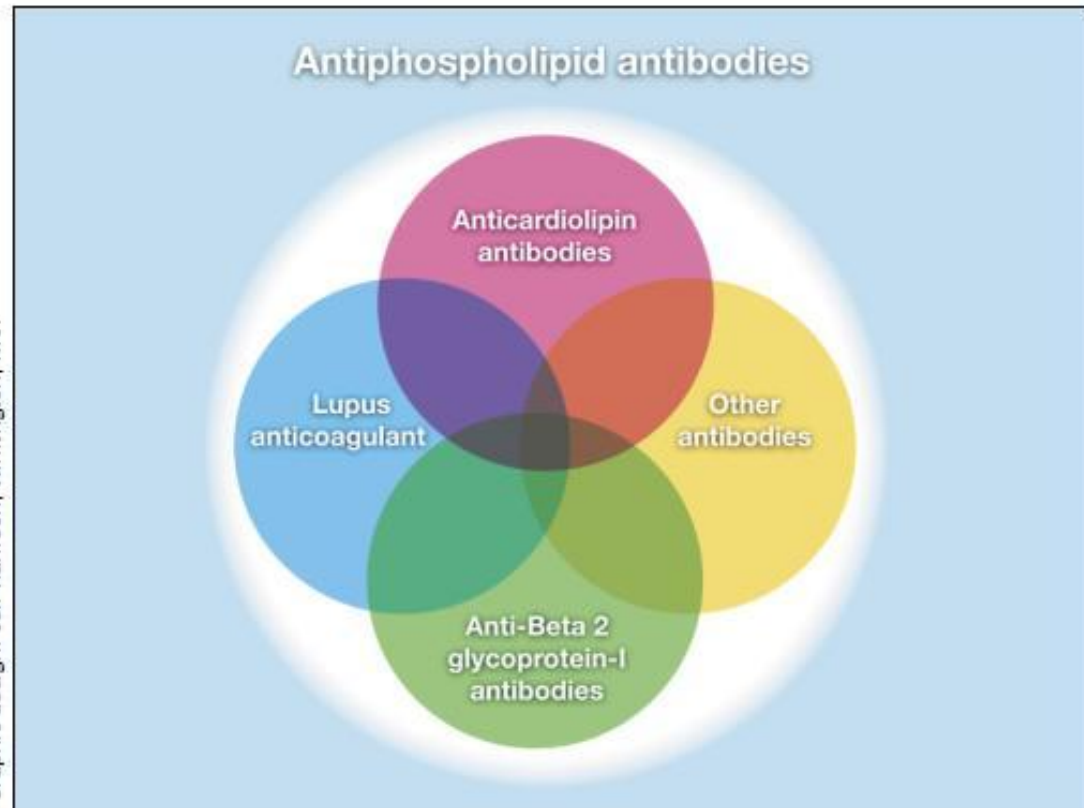 Antiphospholipid antibodies
Anticardiolipin
antibodies
Lupus
anticoagulant
Other
antibodies
Anti-Beta 2
glycoprotein-I
antibodies